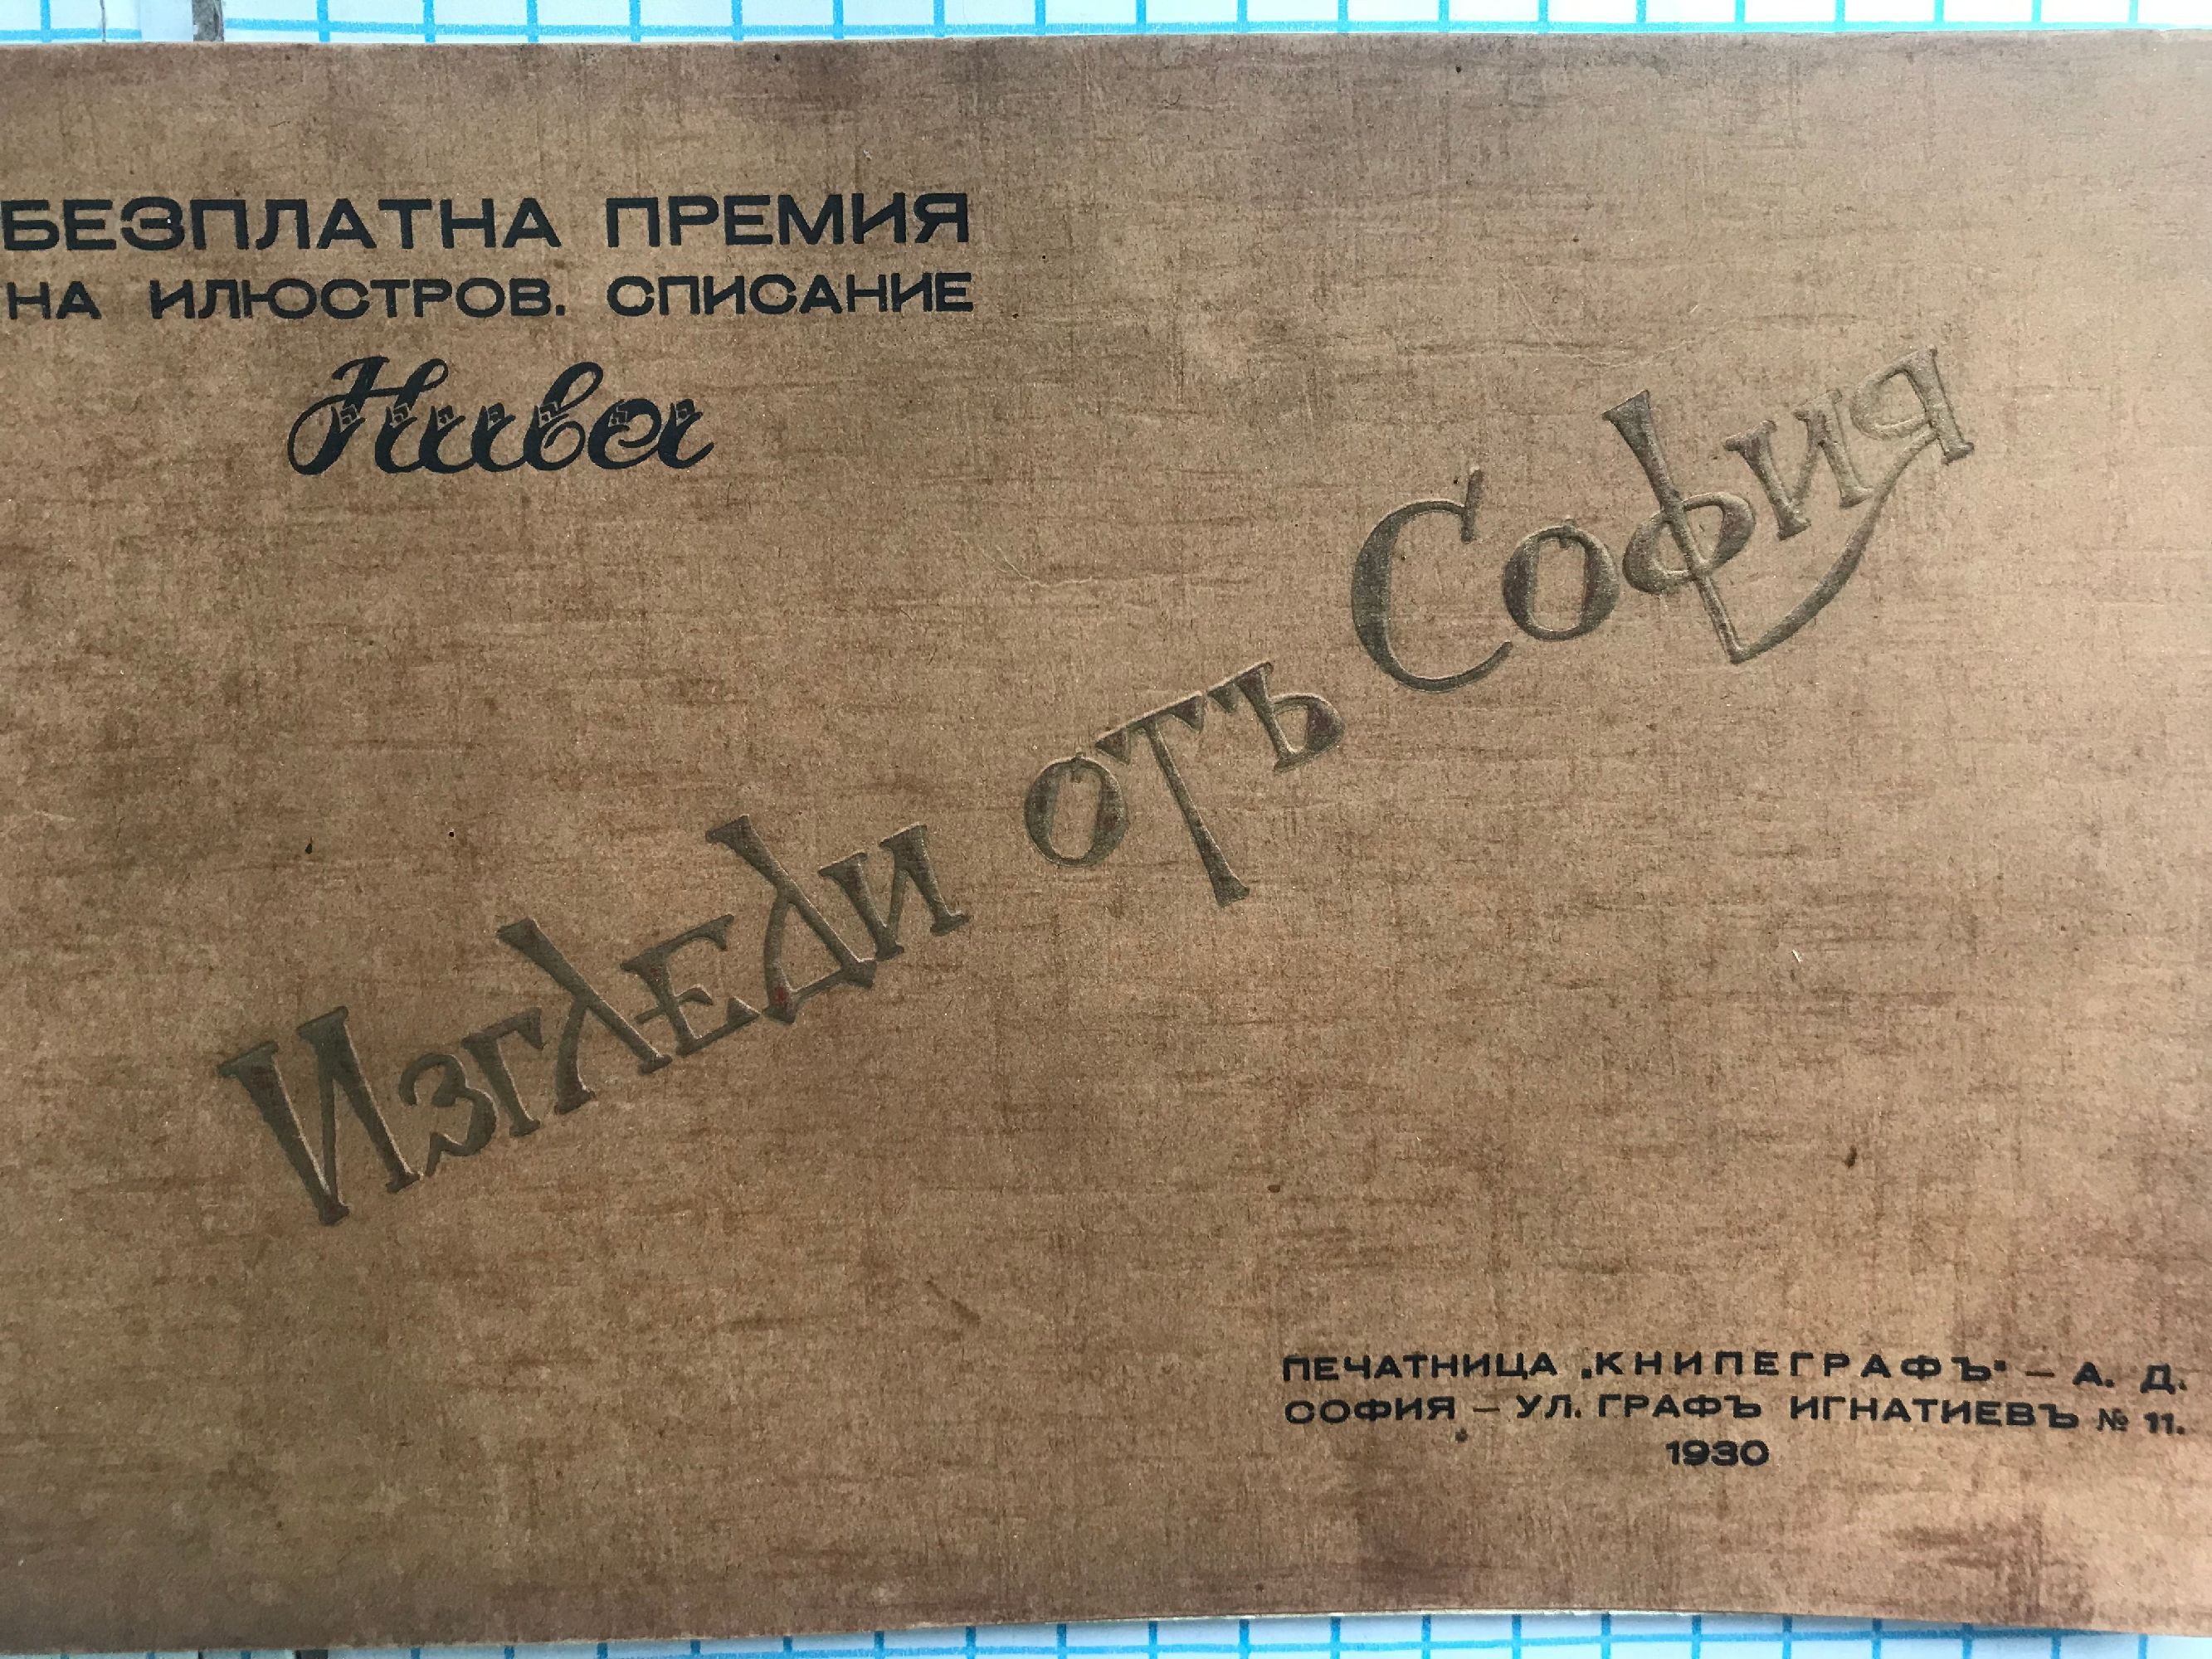 БЕЗПЛАТНА ПРЕМИЯ
НА ИЛЮСТРОВ. СПИСАНИЕ
Нива
Изгледи отъ София
ПЕЧАТНИЦА „КНИПЕГРАФЪ“ – А. Д.
СОФИЯ – УЛ. ГРАФЪ ИГНАТИЕВЪ № 11.
1930